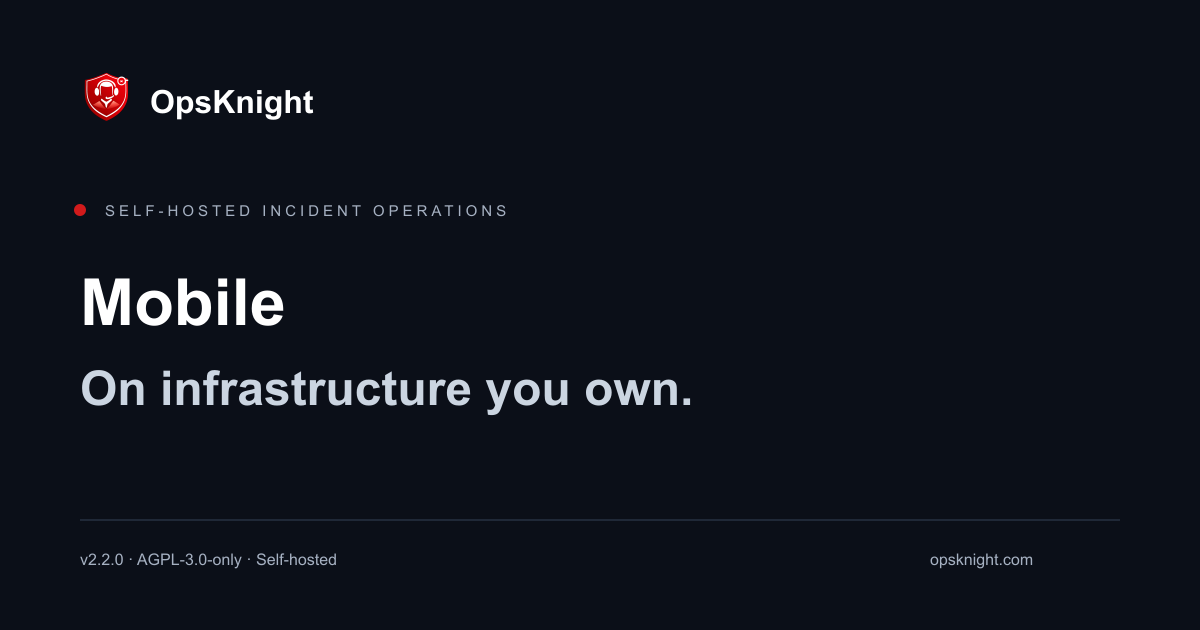 OpsKnight
SELF-HOSTED INCIDENT OPERATIONS
Mobile
On infrastructure you own.
v2.2.0 · AGPL-3.0-only · Self-hosted
opsknight.com